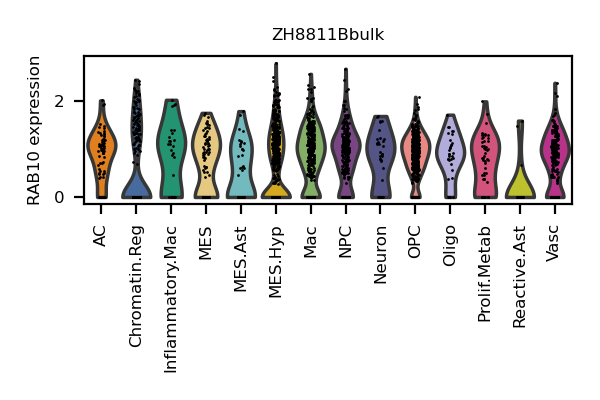 ZH8811Bbulk
RAB10 expression
2
0
AC
Chromatin.Reg
Inflammatory.Mac
MES
MES.Ast
MES.Hyp
Mac
NPC
Neuron
OPC
Oligo
Prolif.Metab
Reactive.Ast
Vasc